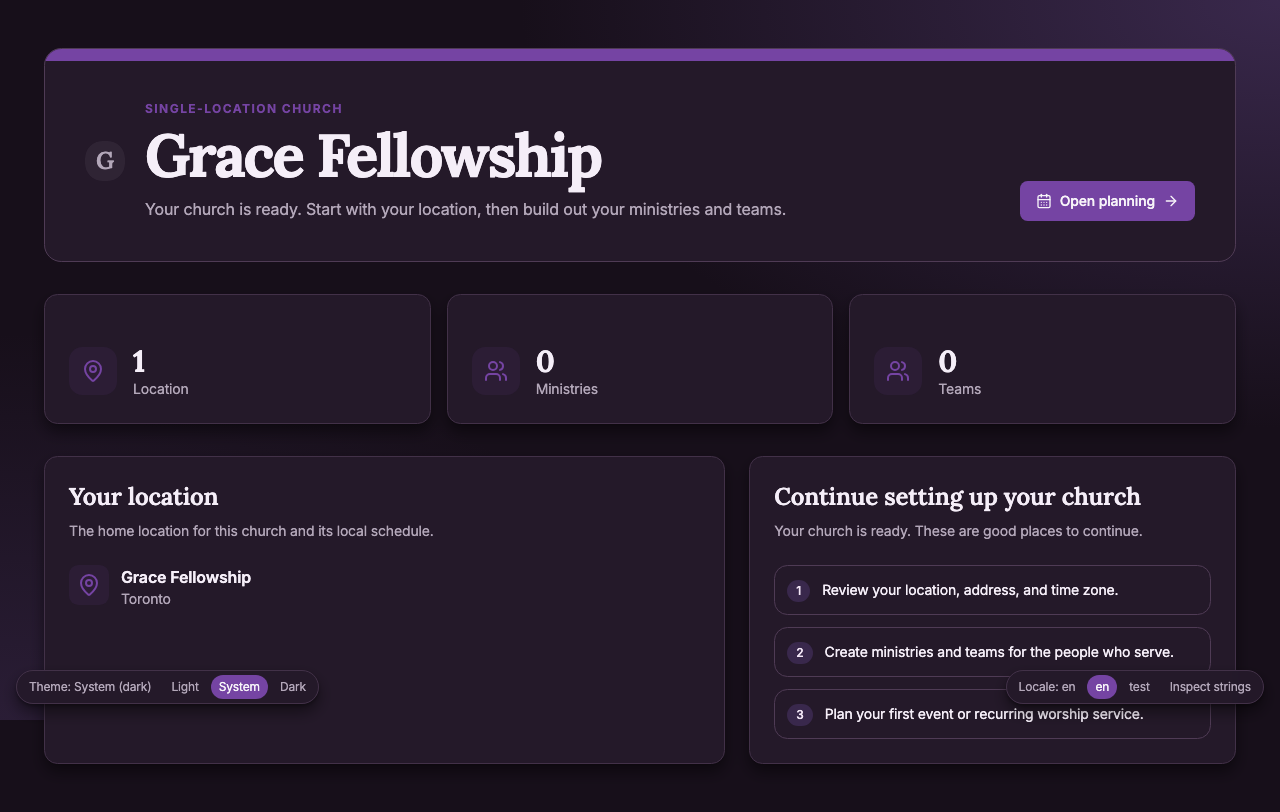 SINGLE-LOCATION CHURCH
G
Grace Fellowship
Your church is ready. Start with your location, then build out your ministries and teams.
Open planning
1
Location
0
Ministries
0
Teams
Your location
The home location for this church and its local schedule.
Grace Fellowship
Toronto
Continue setting up your church
Your church is ready. These are good places to continue.
1 Review your location, address, and time zone.
2 Create ministries and teams for the people who serve.
3 Plan your first event or recurring worship service.
Theme: System (dark) Light System Dark
Locale: en en test Inspect strings